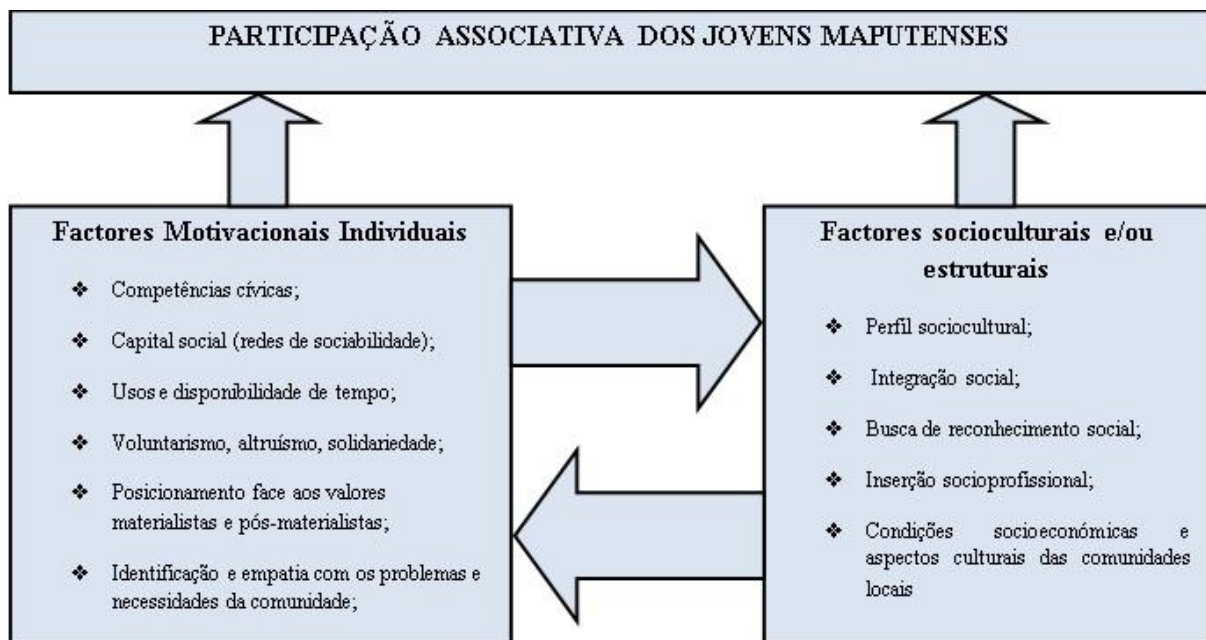 PARTICIPAÇÃO ASSOCIATIVA DOS JOVENS MAPUTENSES
Factores Motivacionais Individuais
❖ Competências cívicas;
❖ Capital social (redes de sociabilidade);
❖ Usos e disponibilidade de tempo;
❖ Voluntarismo, altruísmo, solidariedade;
❖ Posicionamento face aos valores
materialistas e pós-materialistas;
❖ Identificação e empatia com os problemas e
necessidades da comunidade;
Factores socioculturais e/ou
estruturais
❖ Perfil sociocultural;
❖ Integração social;
❖ Busca de reconhecimento social;
❖ Inserção socioprofissional;
❖ Condições socioeconómicas e
aspectos culturais das comunidades
locais